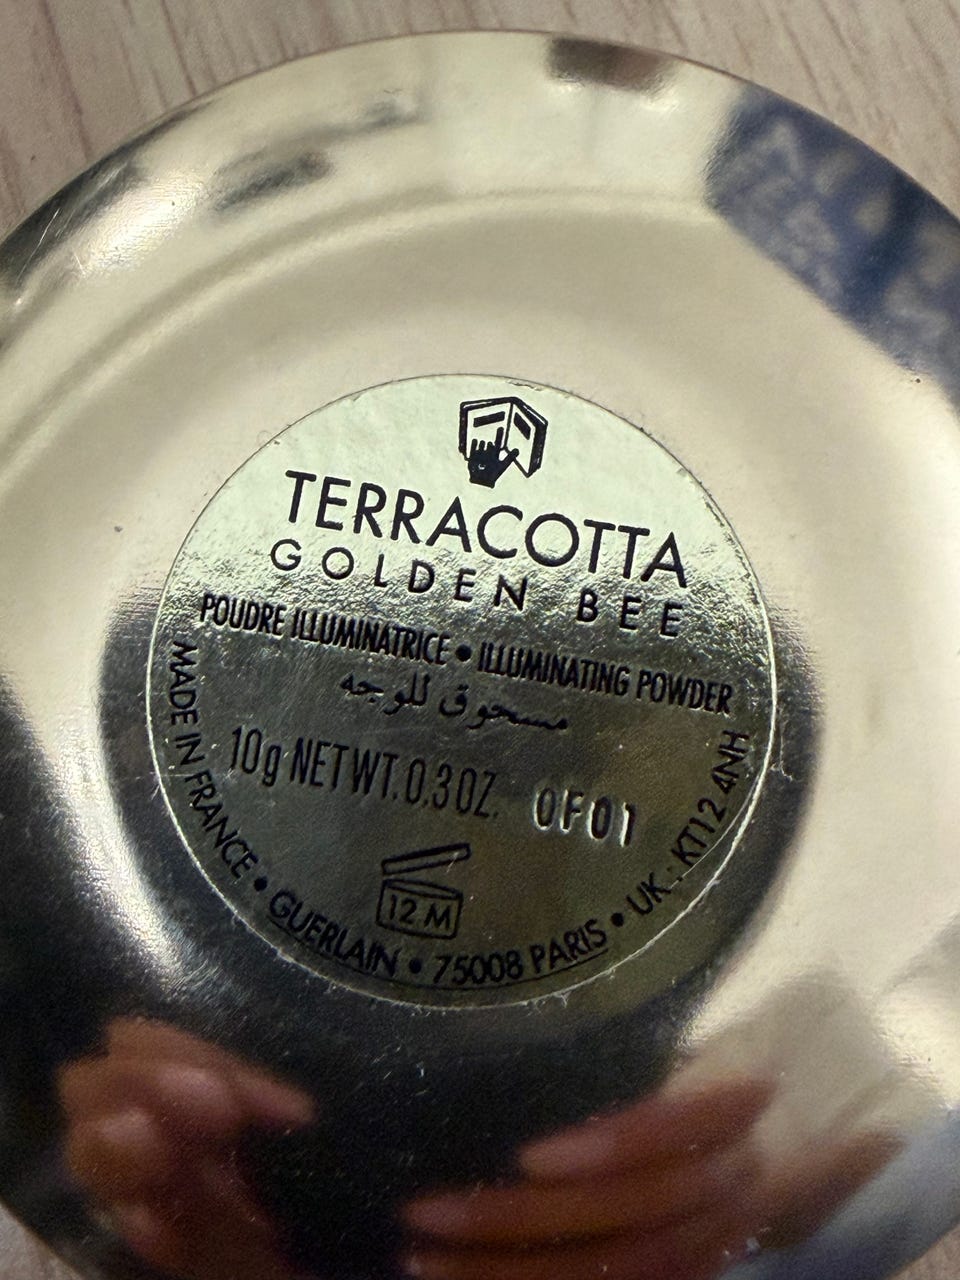 TERRACOTTA
GOLDEN BEE
POUDRE ILLUMINATRICE • ILLUMINATING POWDER
مسحوق للوجه
10g NET WT. 0.3 OZ. 0F01
12 M
MADE IN FRANCE • GUERLAIN • 75008 PARIS • UK : KT12 4NH